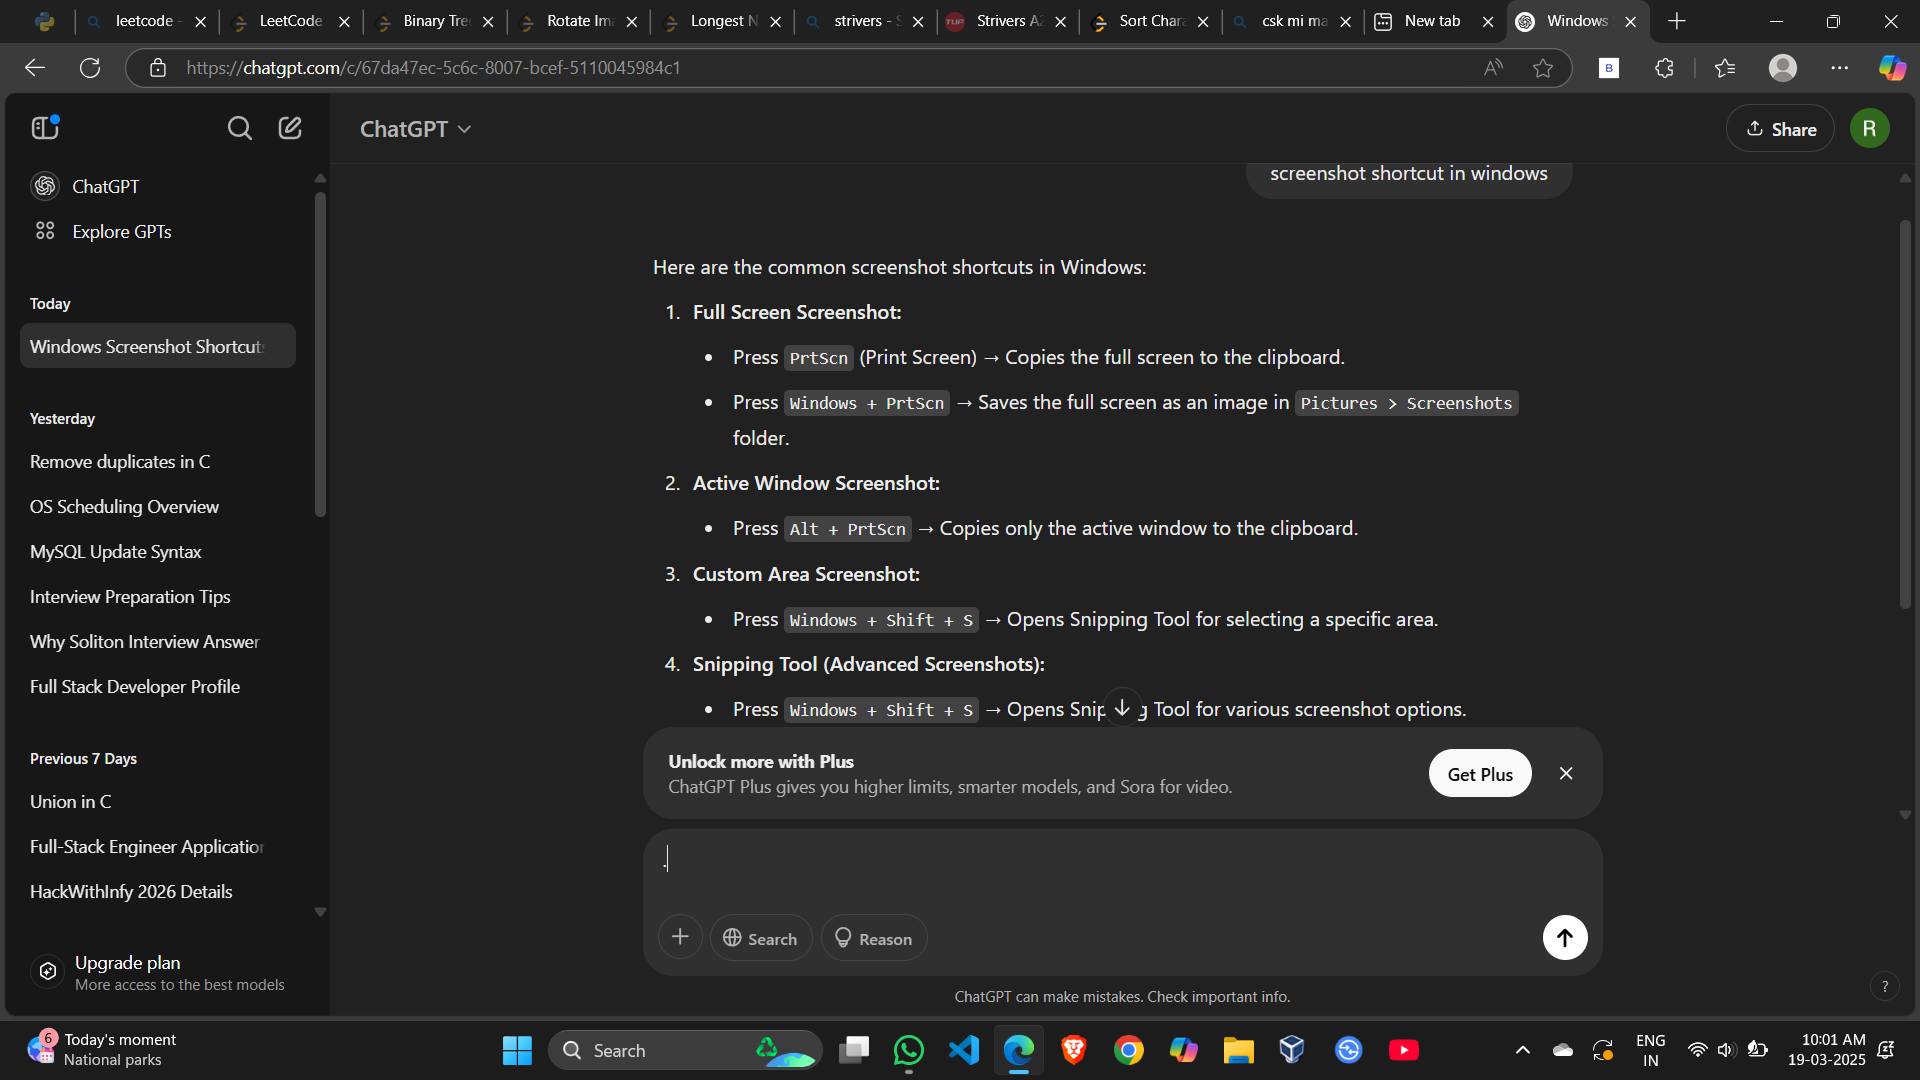 leetcode -
LeetCode
Binary Tre
Rotate Im
Longest N
strivers - S
TUF
Strivers A2
Sort Chara
csk mi ma
New tab
Windows
https://chatgpt.com/c/67da47ec-5c6c-8007-bcef-5110045984c1
B
ChatGPT
Share
R
ChatGPT
Explore GPTs
Today
Windows Screenshot Shortcuts
Yesterday
Remove duplicates in C
OS Scheduling Overview
MySQL Update Syntax
Interview Preparation Tips
Why Soliton Interview Answer
Full Stack Developer Profile
Previous 7 Days
Union in C
Full-Stack Engineer Application
HackWithInfy 2026 Details
Upgrade plan
More access to the best models
screenshot shortcut in windows
Here are the common screenshot shortcuts in Windows:
1. Full Screen Screenshot:
• Press PrtScn (Print Screen) → Copies the full screen to the clipboard.
• Press Windows + PrtScn → Saves the full screen as an image in Pictures > Screenshots
folder.
2. Active Window Screenshot:
• Press Alt + PrtScn → Copies only the active window to the clipboard.
3. Custom Area Screenshot:
• Press Windows + Shift + S → Opens Snipping Tool for selecting a specific area.
4. Snipping Tool (Advanced Screenshots):
• Press Windows + Shift + S → Opens Snip g Tool for various screenshot options.
Unlock more with Plus
ChatGPT Plus gives you higher limits, smarter models, and Sora for video.
Get Plus
.
Search
Reason
ChatGPT can make mistakes. Check important info.
?
6
Today's moment
National parks
Search
ENG
IN
10:01 AM
19-03-2025